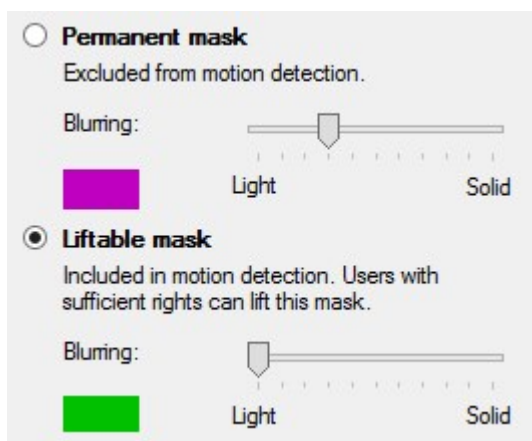 Permanent mask
Excluded from motion detection.
Blurring:
Light Solid
Liftable mask
Included in motion detection. Users with
sufficient rights can lift this mask.
Blurring:
Light Solid